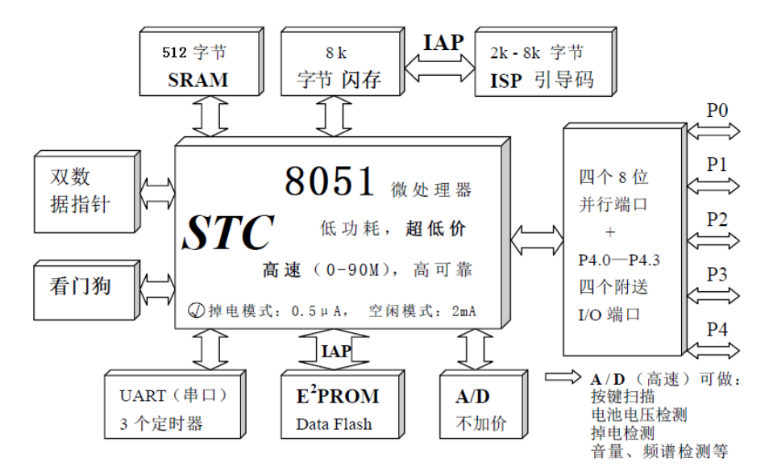 512 字节
SRAM
8k
字节 闪存
IAP
2k - 8k 字节
ISP 引导码
双数
据指针
看门狗
8051 微处理器
STC
低功耗，超低价
高速（0-90M），高可靠
掉电模式：0.5μA， 空闲模式：2mA
四个 8 位
并行端口
+
P4.0—P4.3
四个附送
I/O 端口
P0
P1
P2
P3
P4
UART（串口）
3 个定时器
IAP
E²PROM
Data Flash
A/D
不加价
A/D（高速）可做：
按键扫描
电池电压检测
掉电检测
音量、频谱检测等